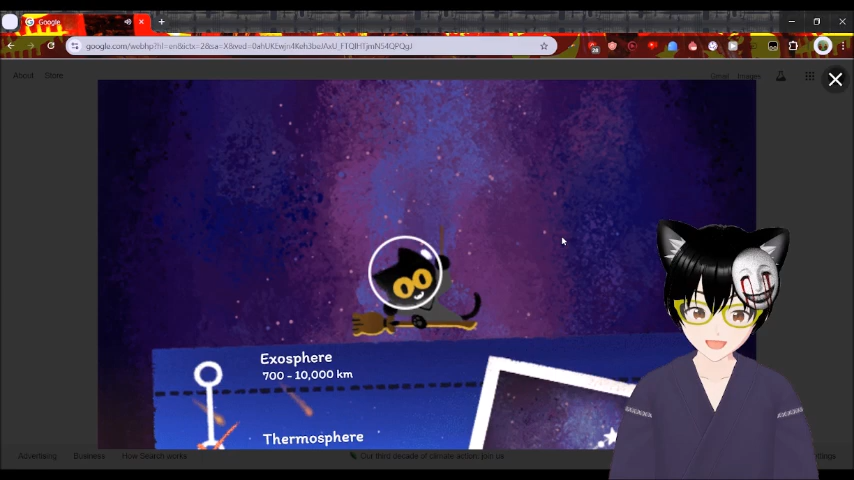 Google
google.com/webhp?hl=en&ictx=2&sa=X&ved=0ahUKEwjn4Keh3beJAxU_FTQIHTjmN54QPQgJ
About Store
Gmail Images
Exosphere
700 - 10,000 km
Thermosphere
Advertising Business How Search works
Our third decade of climate action: join us